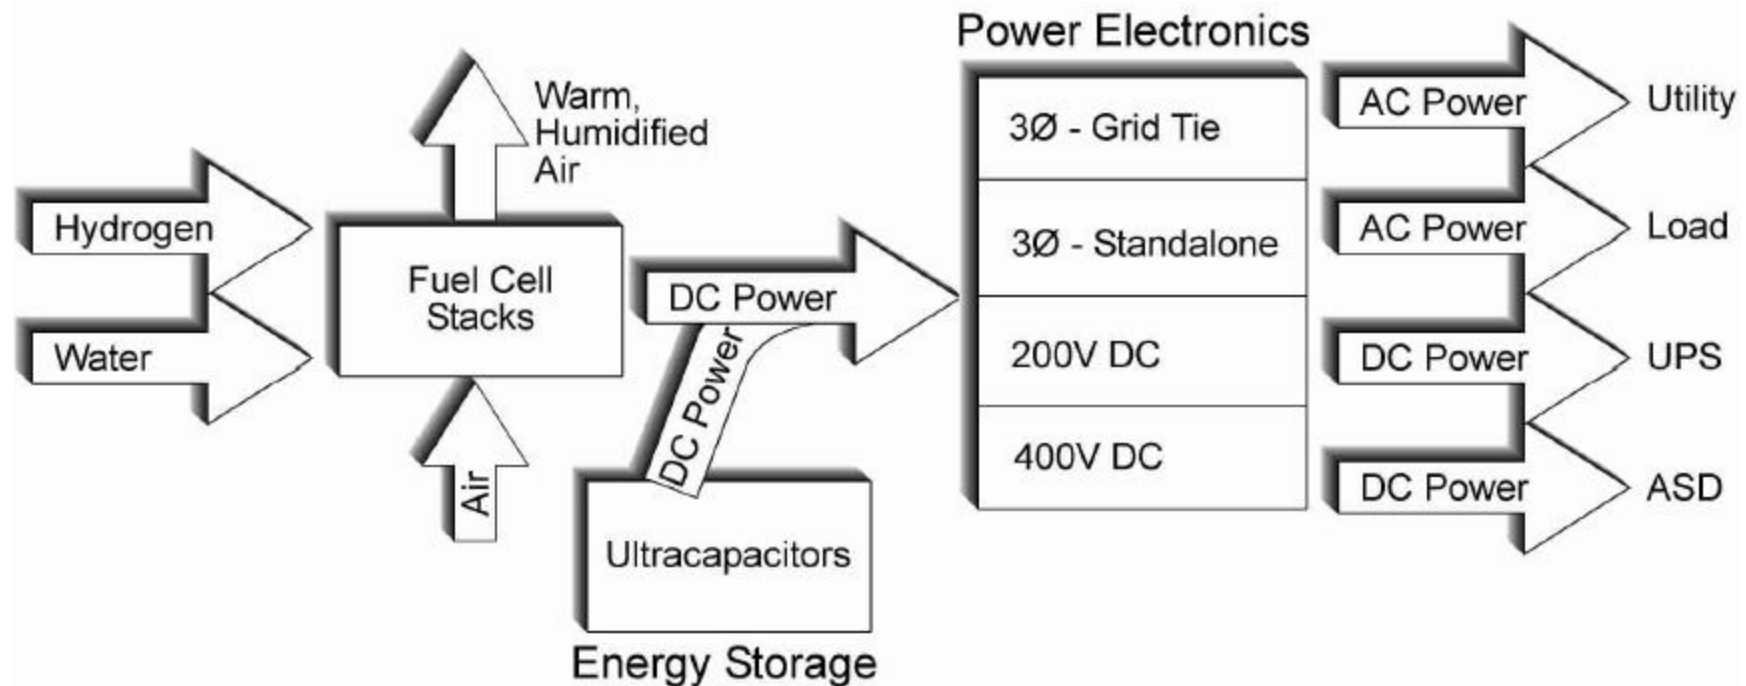 Power Electronics
Warm,
Humidified
Air
Hydrogen
Water
Fuel Cell
Stacks
Air
DC Power
DC Power
Ultracapacitors
Energy Storage
3Ø - Grid Tie
3Ø - Standalone
200V DC
400V DC
AC Power
Utility
AC Power
Load
DC Power
UPS
DC Power
ASD